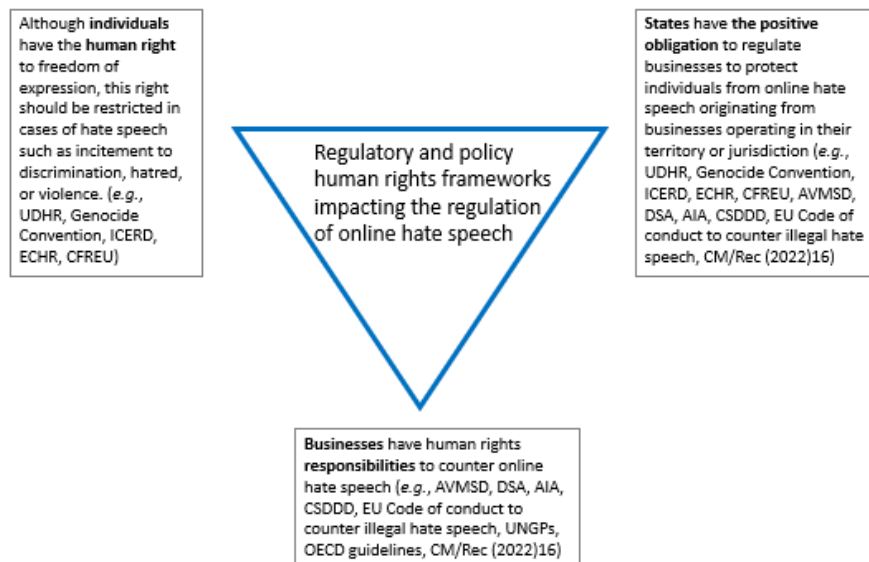 Although individuals
have the human right
to freedom of
expression, this right
should be restricted in
cases of hate speech
such as incitement to
discrimination, hatred,
or violence. (e.g.,
UDHR, Genocide
Convention, ICERD,
ECHR, CFREU)
States have the positive
obligation to regulate
businesses to protect
individuals from online hate
speech originating from
businesses operating in their
territory or jurisdiction (e.g.,
UDHR, Genocide Convention,
ICERD, ECHR, CFREU, AVMSD,
DSA, AIA, CSDDD, EU Code of
conduct to counter illegal hate
speech, CM/Rec (2022)16)
Regulatory and policy
human rights frameworks
impacting the regulation
of online hate speech
Businesses have human rights
responsibilities to counter online
hate speech (e.g., AVMSD, DSA, AIA,
CSDDD, EU Code of conduct to
counter illegal hate speech, UNGPs,
OECD guidelines, CM/Rec (2022)16)